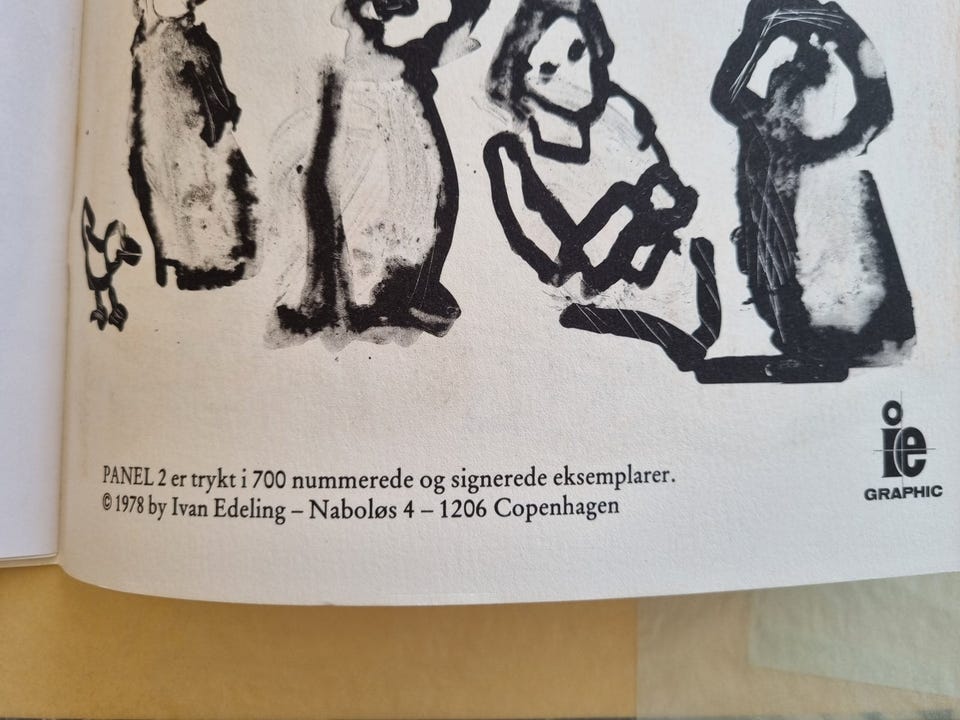 PANEL 2 er trykt i 700 nummerede og signerede eksemplarer.
© 1978 by Ivan Edeling – Naboløs 4 – 1206 Copenhagen
ie
GRAPHIC